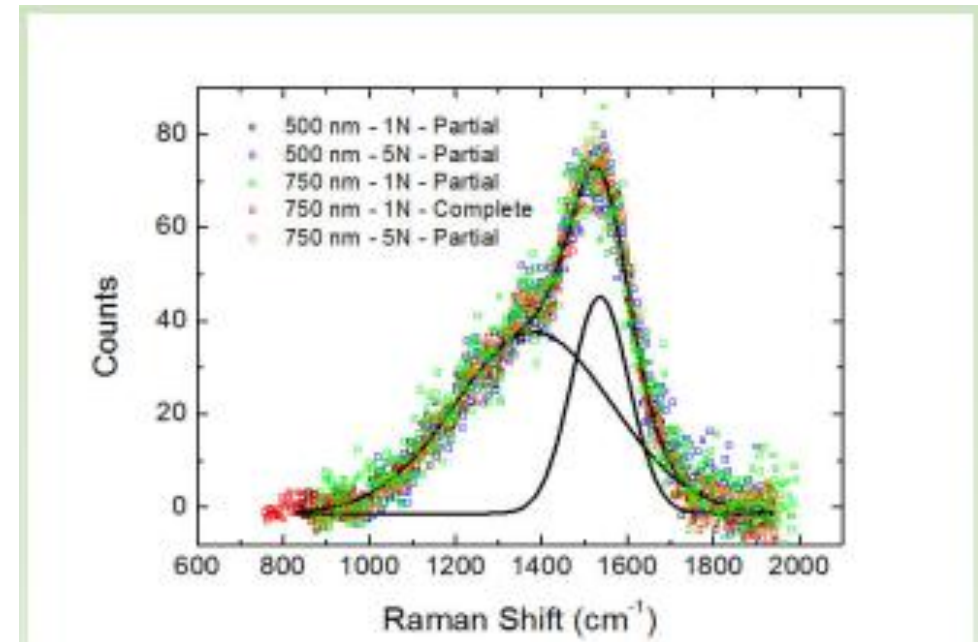 80
60
40
20
0
Counts
500 nm - 1N - Partial
500 nm - 5N - Partial
750 nm - 1N - Partial
750 nm - 1N - Complete
750 nm - 5N - Partial
600 800 1000 1200 1400 1600 1800 2000
Raman Shift (cm⁻¹)